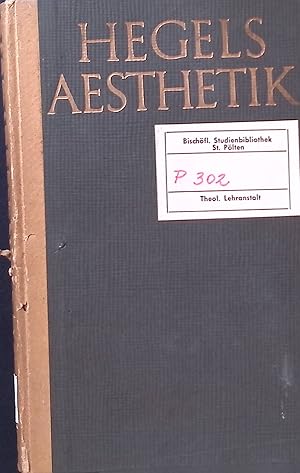 HEGELS
AESTHETIK
Bischöfl. Studienbibliothek
St. Pölten
P 302
Theol. Lehranstalt